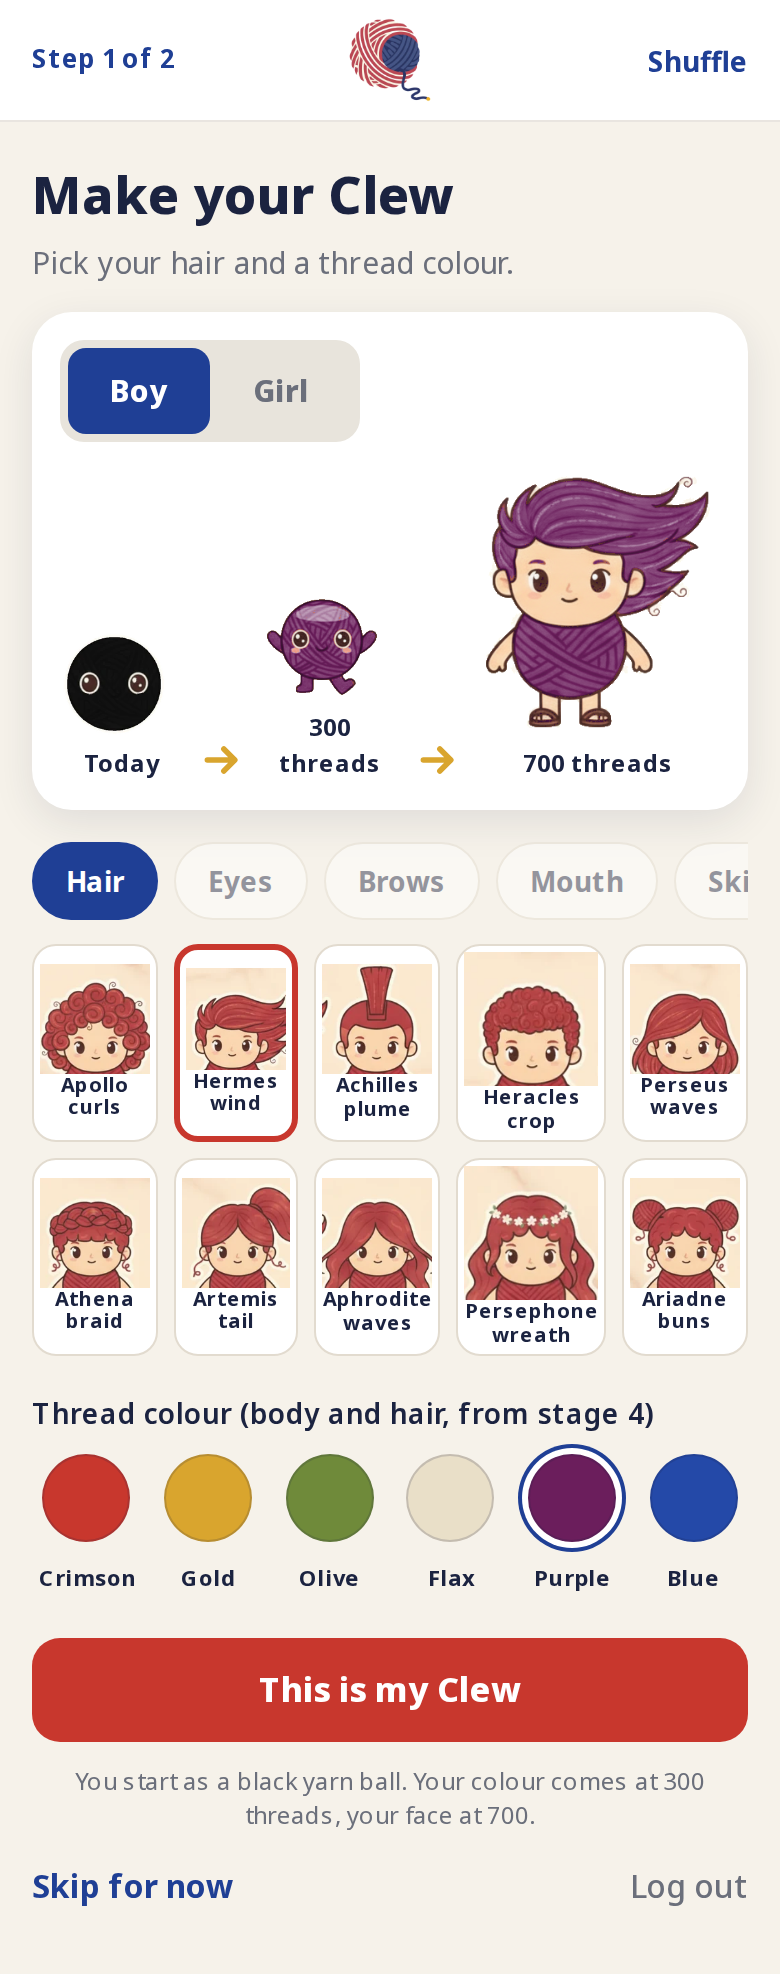 Step 1 of 2
Shuffle
Make your Clew
Pick your hair and a thread colour.
Boy
Girl
Today
300
threads
700 threads
Hair
Eyes
Brows
Mouth
Ski
Apollo
curls
Hermes
wind
Achilles
plume
Heracles
crop
Perseus
waves
Athena
braid
Artemis
tail
Aphrodite
waves
Persephone
wreath
Ariadne
buns
Thread colour (body and hair, from stage 4)
Crimson
Gold
Olive
Flax
Purple
Blue
This is my Clew
You start as a black yarn ball. Your colour comes at 300
threads, your face at 700.
Skip for now
Log out